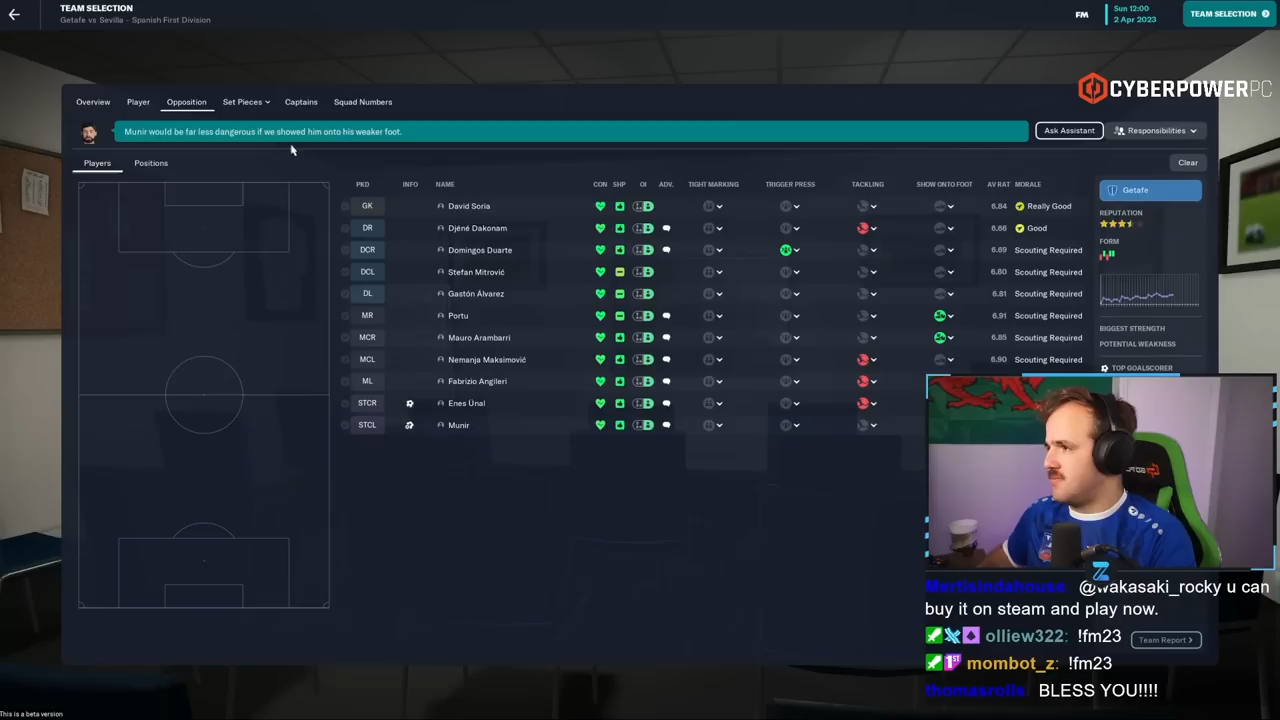 TEAM SELECTION
Getafe vs Sevilla - Spanish First Division
FM
Sun 12:00
2 Apr 2023
TEAM SELECTION
CYBERPOWERPC
Overview Player Opposition Set Pieces Captains Squad Numbers
Munir would be far less dangerous if we showed him onto his weaker foot.
Ask Assistant
Responsibilities
Players Positions
Clear
PKD INFO NAME CON SHP OI ADV. TIGHT MARKING TRIGGER PRESS TACKLING SHOW ONTO FOOT AV RAT MORALE
GK David Soria 6.84 Really Good
DR Djéné Dakonam 6.66 Good
DCR Domingos Duarte 6.69 Scouting Required
DCL Stefan Mitrović 6.80 Scouting Required
DL Gastón Álvarez 6.81 Scouting Required
MR Portu 6.91 Scouting Required
MCR Mauro Arambarri 6.85 Scouting Required
MCL Nemanja Maksimović 6.90 Scouting Required
ML Fabrizio Angileri
STCR Enes Ünal
STCL Munir
Getafe
REPUTATION
FORM
BIGGEST STRENGTH
POTENTIAL WEAKNESS
TOP GOALSCORER
Mertisindahouse @wakasaki_rocky u can
buy it on steam and play now.
olliew322: !fm23
mombot_z: !fm23
thomasrolls: BLESS YOU!!!!
Team Report >
This is a beta version